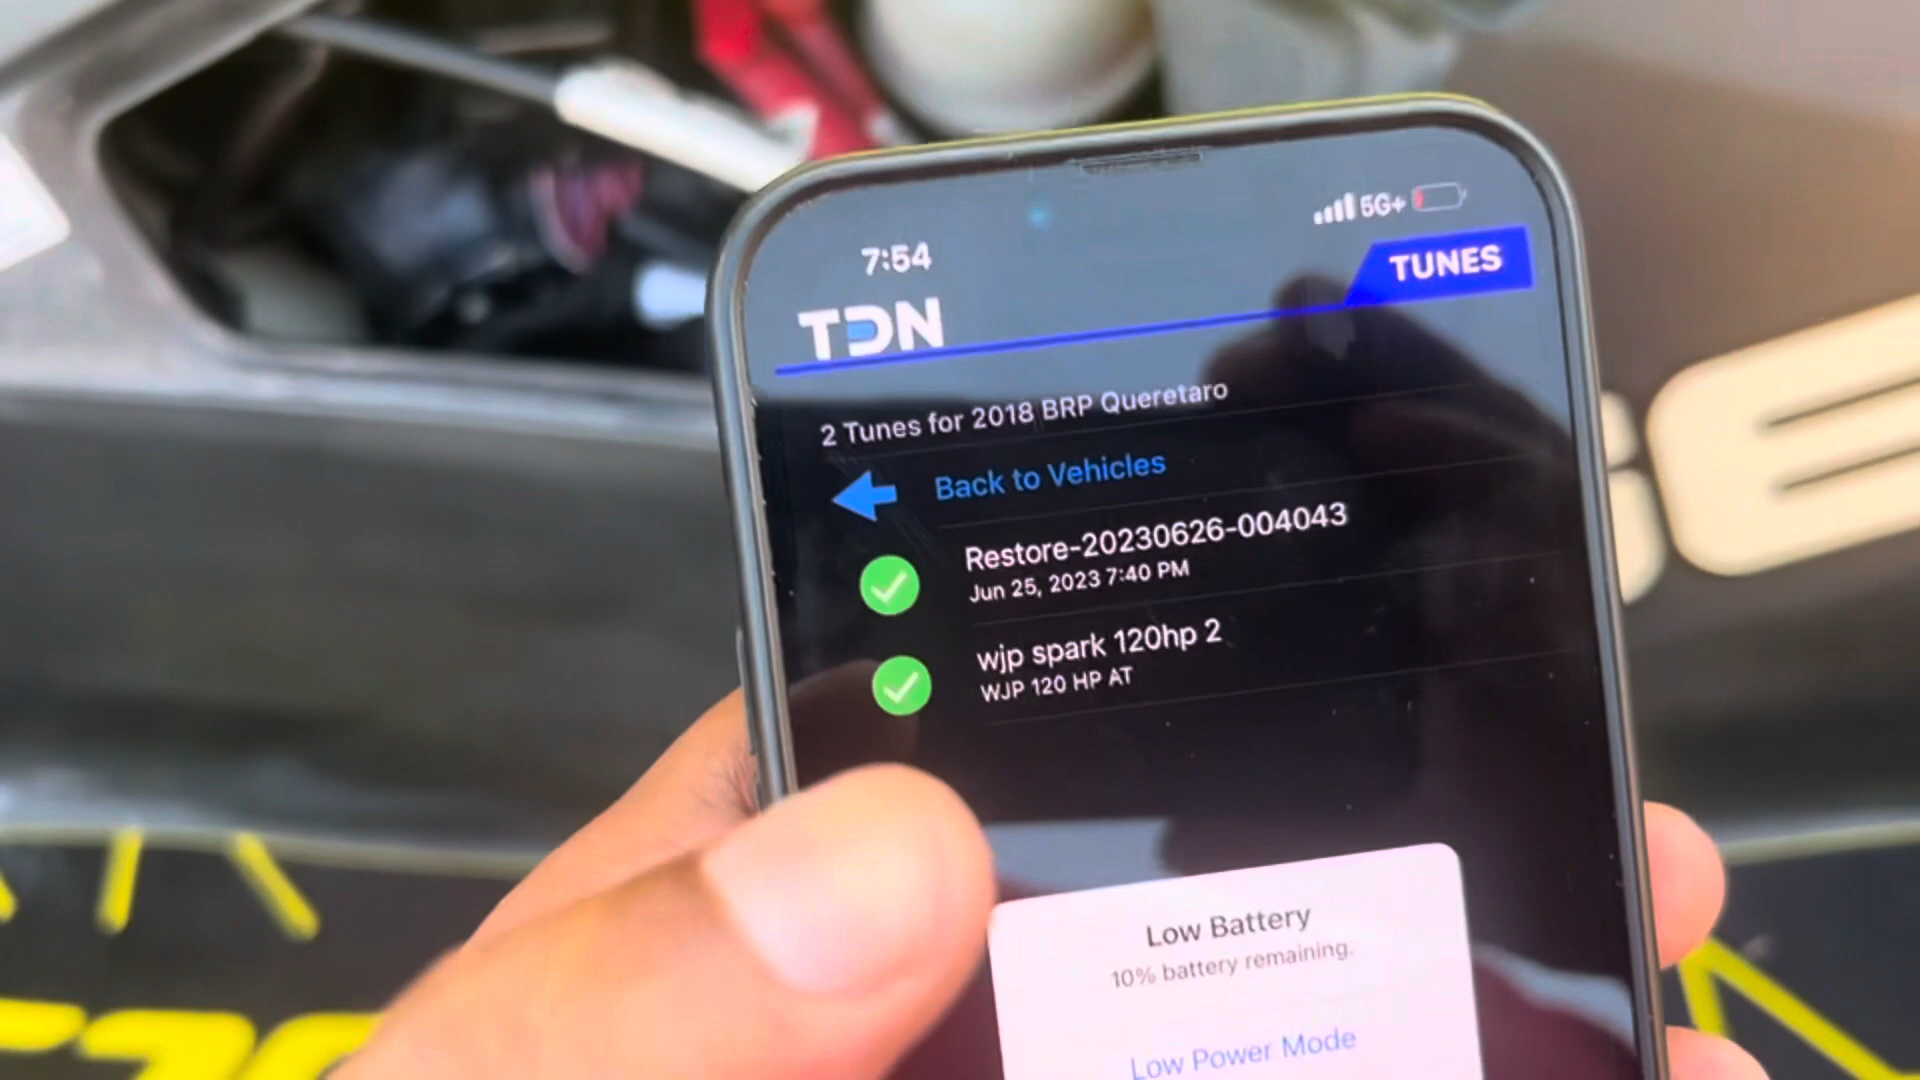 7:54
5G+
TUNES
TDN
2 Tunes for 2018 BRP Queretaro
Back to Vehicles
Restore-20230626-004043
Jun 25, 2023 7:40 PM
wjp spark 120hp 2
WJP 120 HP AT
Low Battery
10% battery remaining.
Low Power Mode